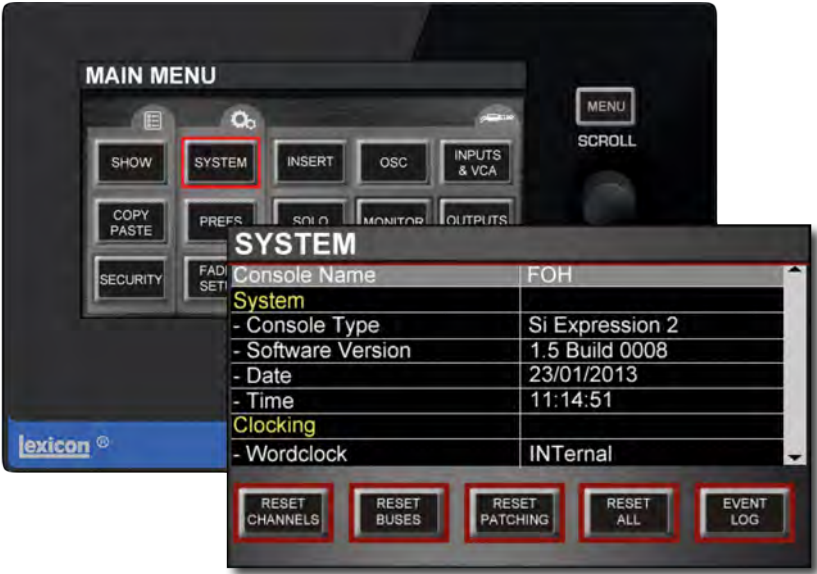 MAIN MENU
MENU
SCROLL
SHOW
SYSTEM
INSERT
OSC
INPUTS
& VCA
COPY
PASTE
PREFS
SOLO
MONITOR
OUTPUTS
SECURITY
lexicon ®
SYSTEM
Console Name FOH
System
- Console Type Si Expression 2
- Software Version 1.5 Build 0008
- Date 23/01/2013
- Time 11:14:51
Clocking
- Wordclock INTernal
RESET
CHANNELS
RESET
BUSES
RESET
PATCHING
RESET
ALL
EVENT
LOG